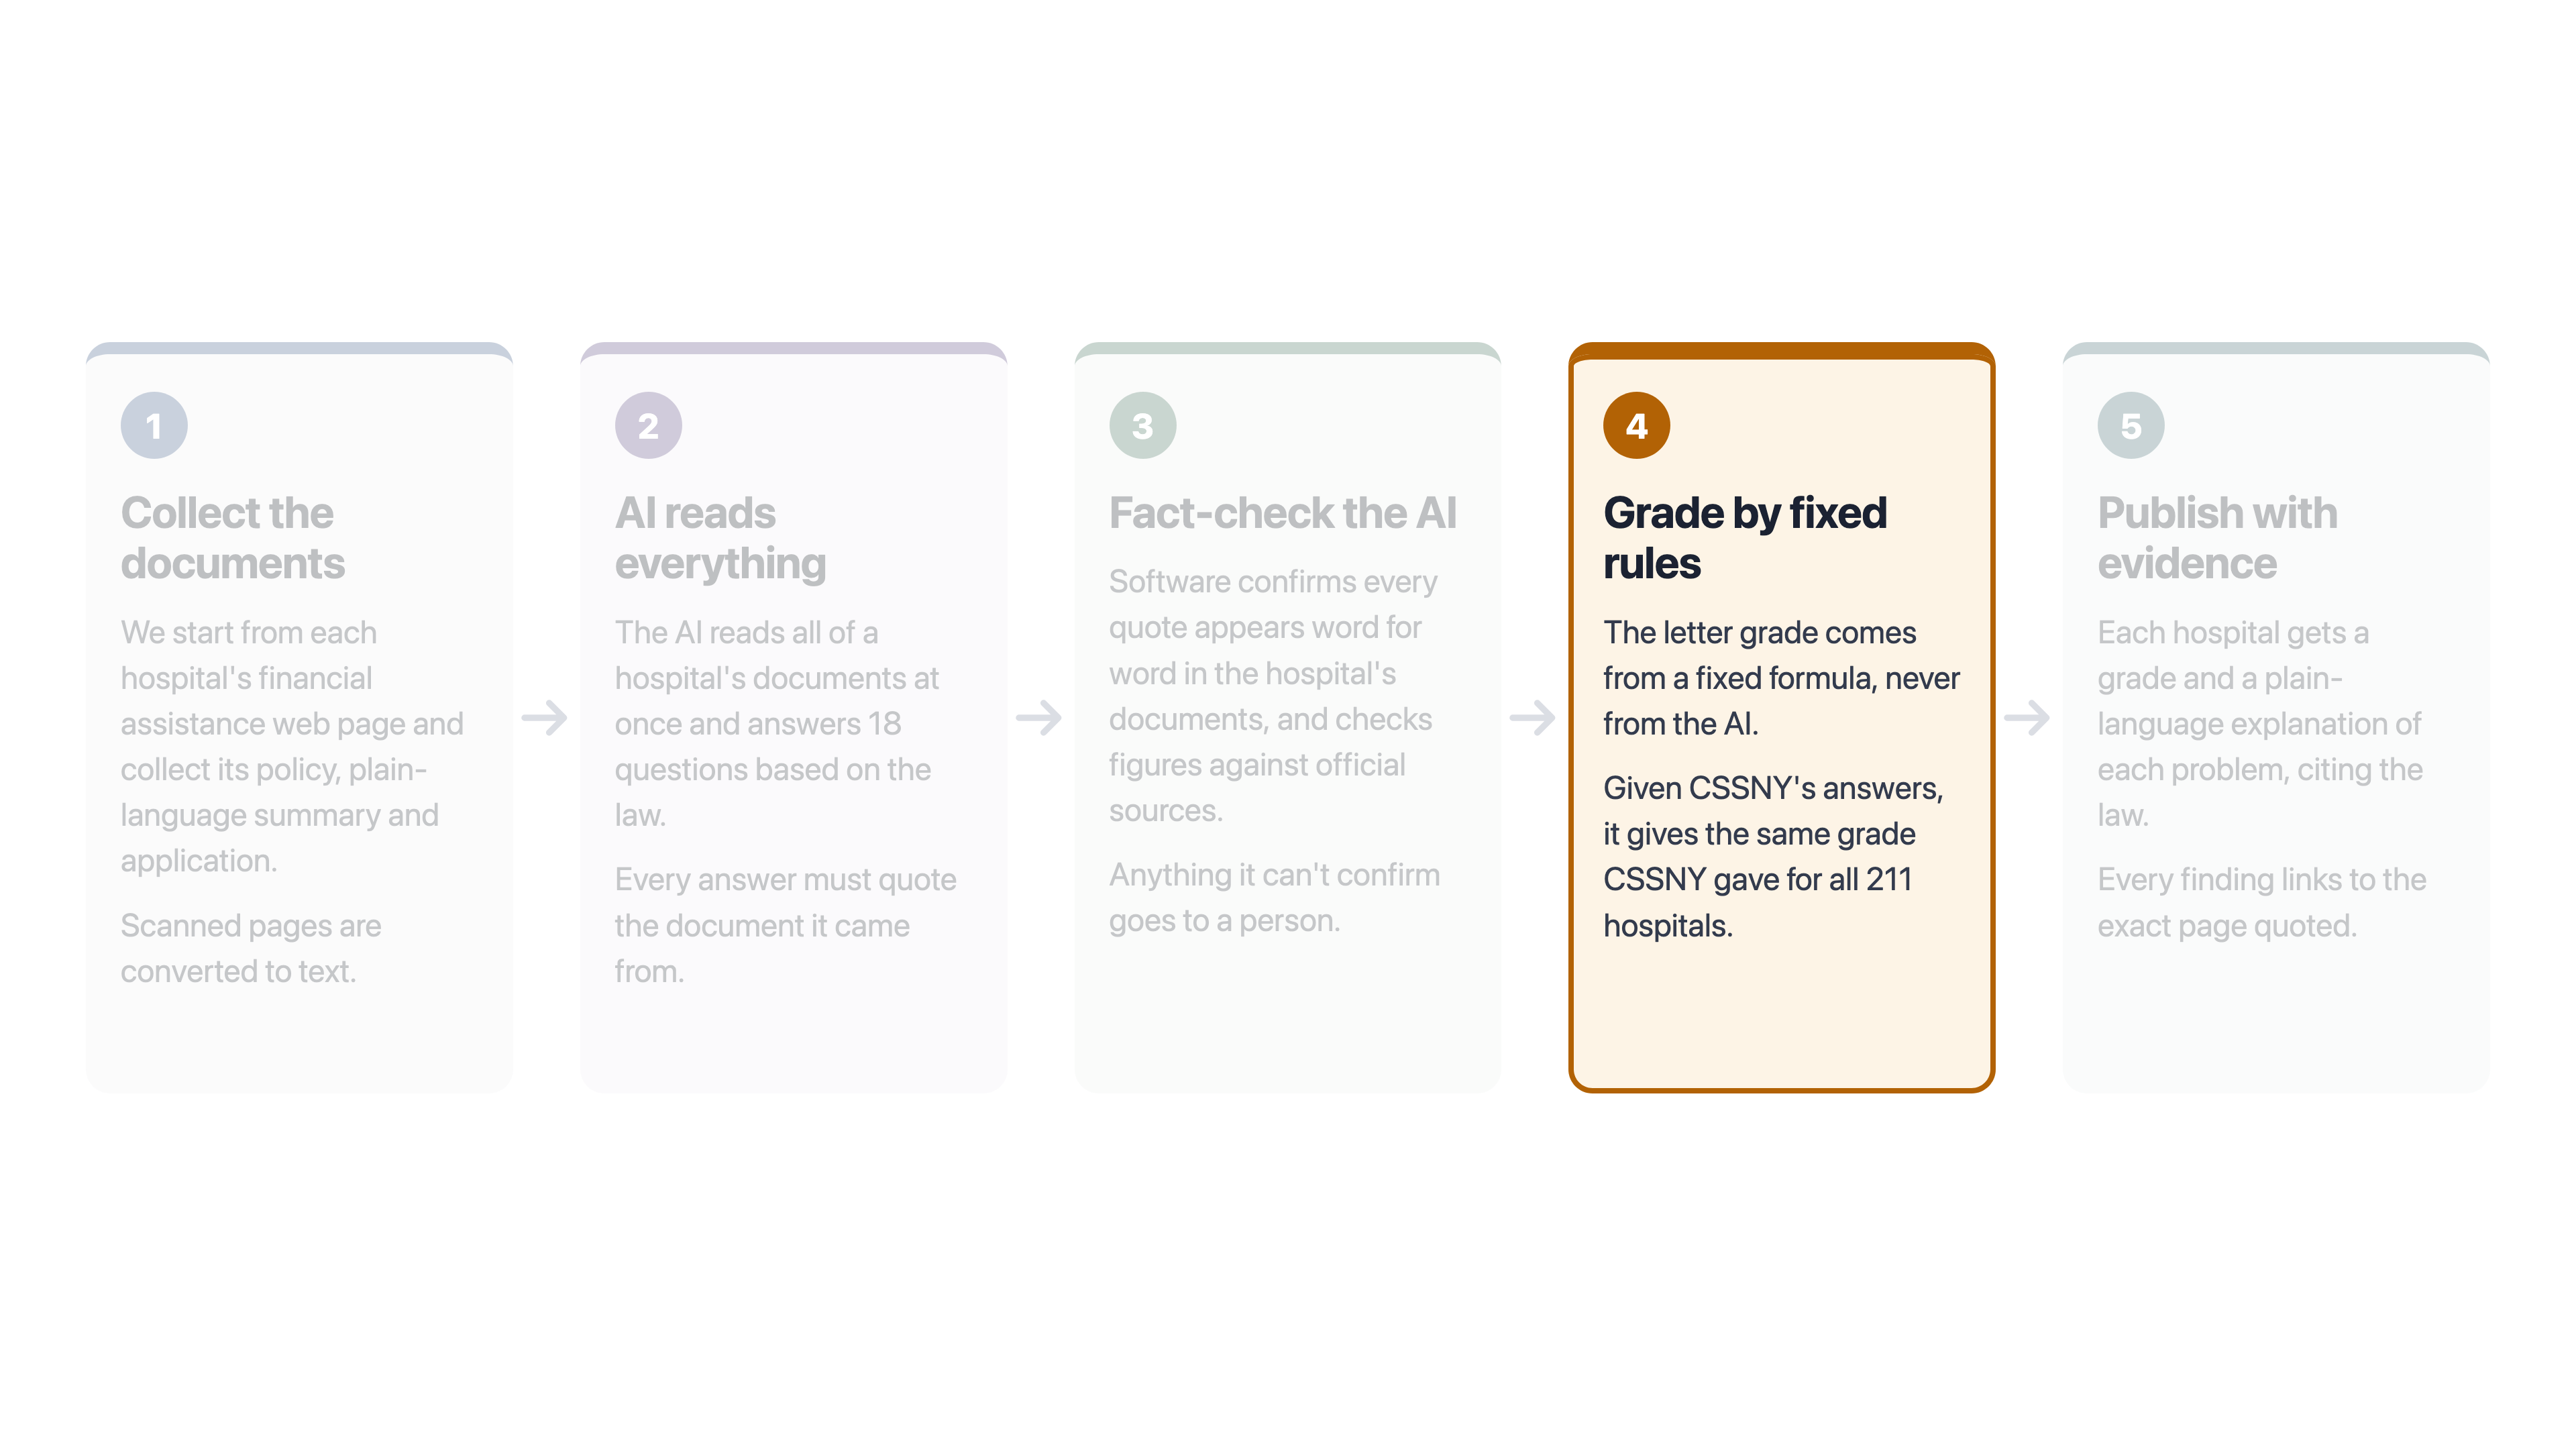 1
Collect the
documents
We start from each
hospital's financial
assistance web page and
collect its policy, plain-
language summary and
application.
Scanned pages are
converted to text.
2
AI reads
everything
The AI reads all of a
hospital's documents at
once and answers 18
questions based on the
law.
Every answer must quote
the document it came
from.
3
Fact-check the AI
Software confirms every
quote appears word for
word in the hospital's
documents, and checks
figures against official
sources.
Anything it can't confirm
goes to a person.
4
Grade by fixed
rules
The letter grade comes
from a fixed formula, never
from the AI.
Given CSSNY's answers,
it gives the same grade
CSSNY gave for all 211
hospitals.
5
Publish with
evidence
Each hospital gets a
grade and a plain-
language explanation of
each problem, citing the
law.
Every finding links to the
exact page quoted.